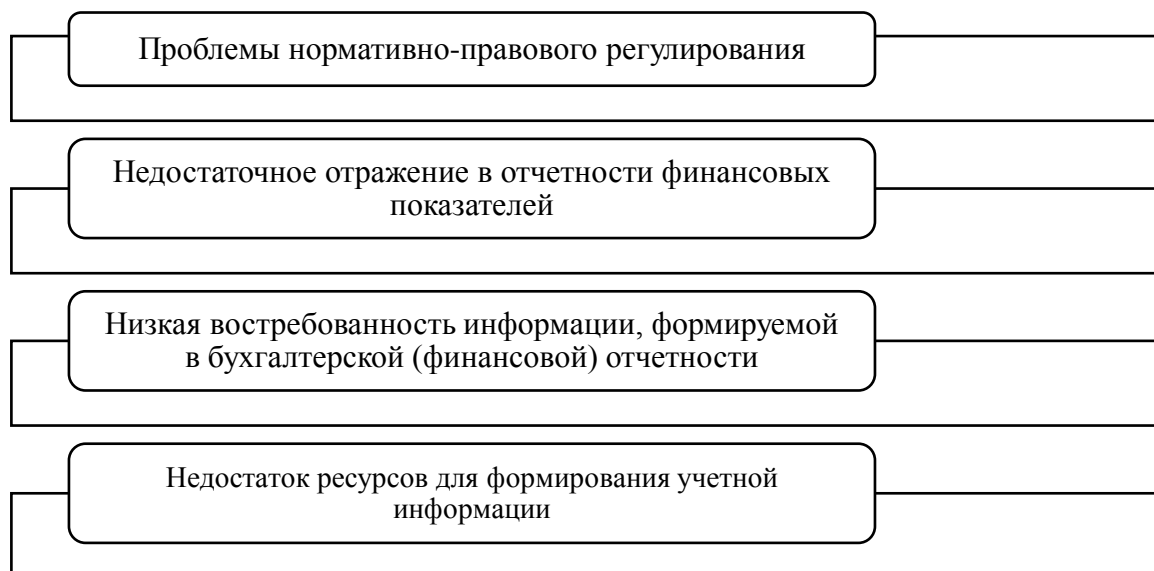 Проблемы нормативно-правового регулирования
Недостаточное отражение в отчетности финансовых
показателей
Низкая востребованность информации, формируемой
в бухгалтерской (финансовой) отчетности
Недостаток ресурсов для формирования учетной
информации